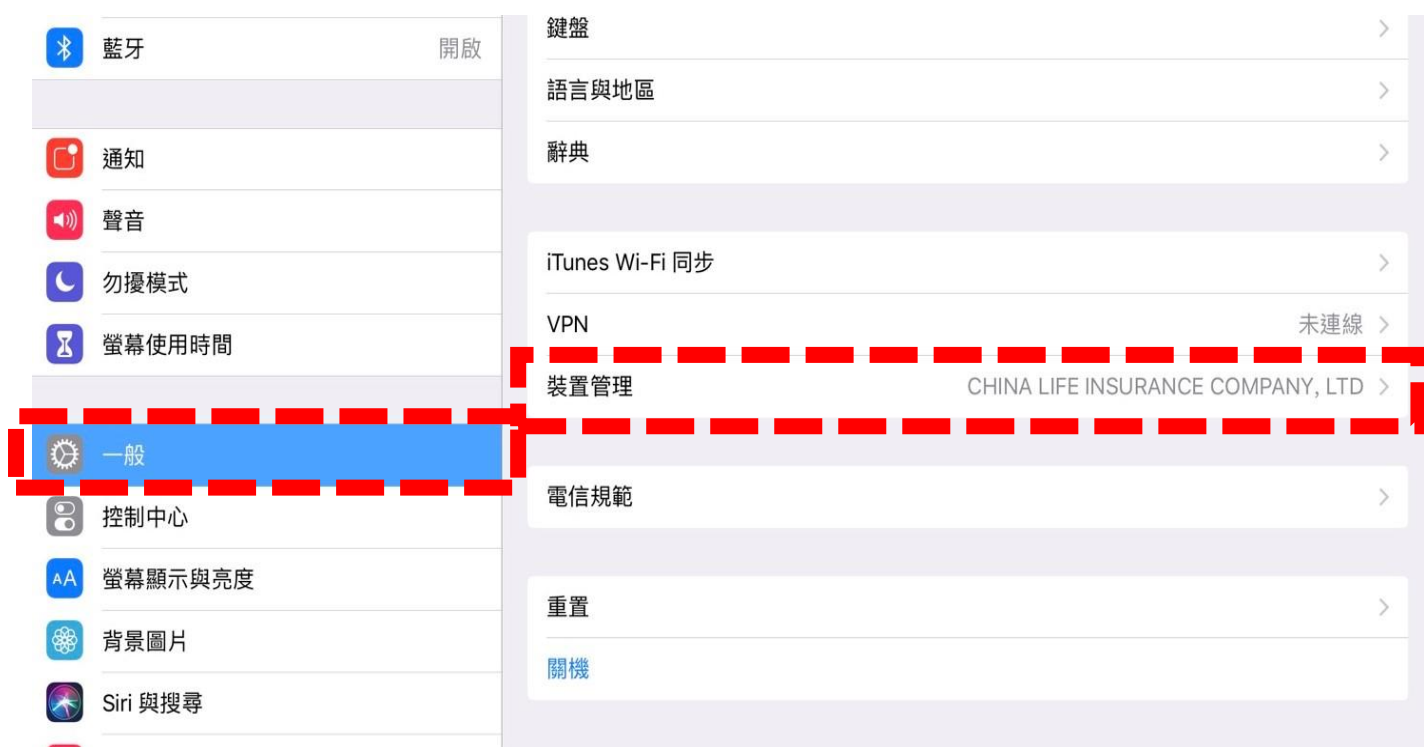 藍牙 開啟
通知
聲音
勿擾模式
螢幕使用時間
一般
控制中心
AA 螢幕顯示與亮度
背景圖片
Siri 與搜尋
鍵盤
語言與地區
辭典
iTunes Wi-Fi 同步
VPN 未連線
裝置管理 CHINA LIFE INSURANCE COMPANY, LTD
電信規範
重置
關機